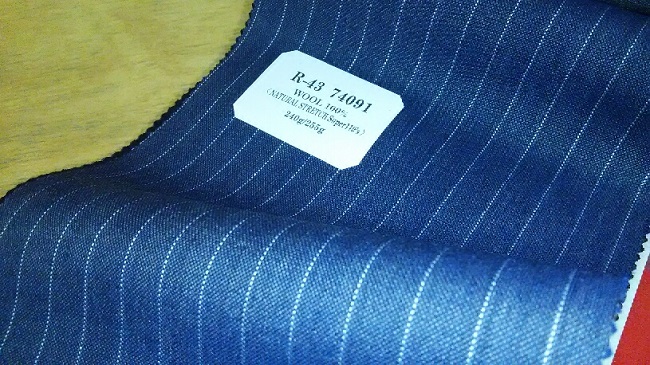 R-43 74091
WOOL 100%
(NATURAL STRETCH Super110's)
240g/255g